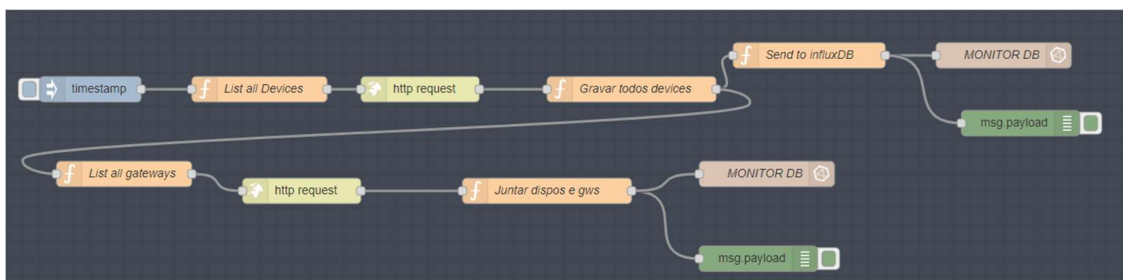 Send to influxDB
MONITOR DB
timestamp
List all Devices
http request
Gravar todos devices
msg.payload
List all gateways
http request
Juntar dispos e gws
MONITOR DB
msg.payload